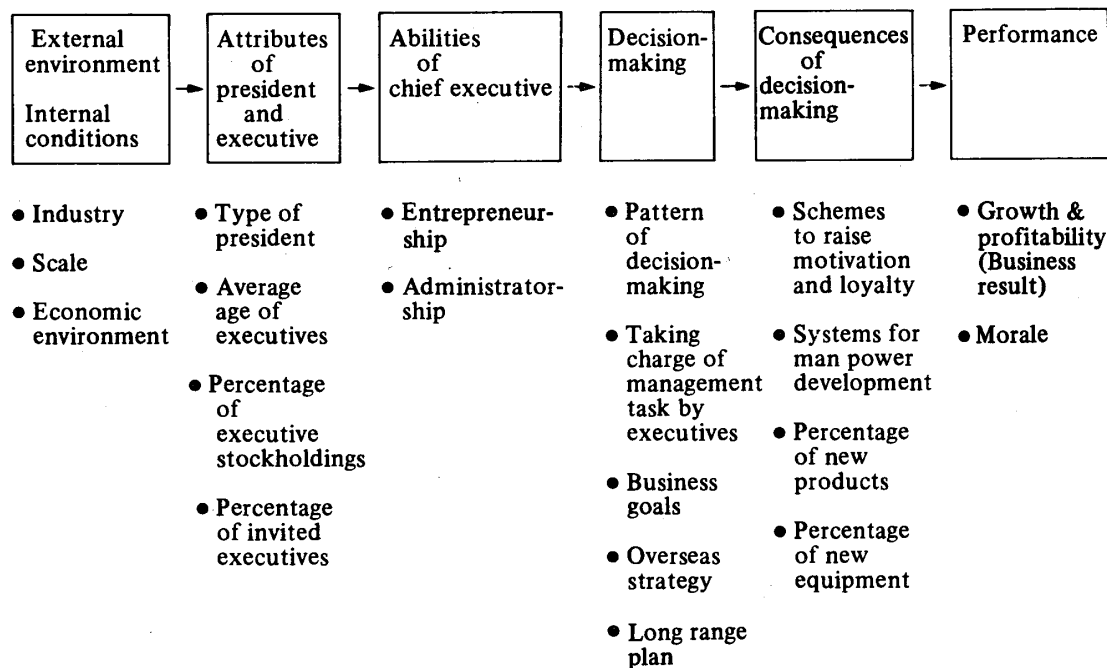 External
environment
Internal
conditions
Attributes
of
president
and
executive
Abilities
of
chief executive
Decision-
making
Consequences
of
decision-
making
Performance
● Industry
● Scale
● Economic
environment
● Type of
president
● Average
age of
executives
● Percentage
of
executive
stockholdings
● Percentage
of invited
executives
● Entrepreneur-
ship
● Administrator-
ship
● Pattern
of
decision-
making
● Taking
charge of
management
task by
executives
● Business
goals
● Overseas
strategy
● Long range
plan
● Schemes
to raise
motivation
and loyalty
● Systems for
man power
development
● Percentage
of new
products
● Percentage
of new
equipment
● Growth &
profitability
(Business
result)
● Morale